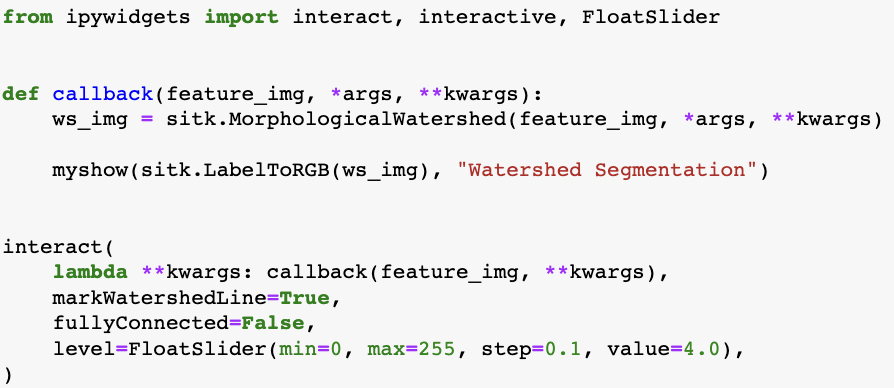 from ipywidgets import interact, interactive, FloatSlider
def callback(feature_img, *args, **kwargs):
    ws_img = sitk.MorphologicalWatershed(feature_img, *args, **kwargs)
    myshow(sitk.LabelToRGB(ws_img), "Watershed Segmentation")
interact(
    lambda **kwargs: callback(feature_img, **kwargs),
    markWatershedLine=True,
    fullyConnected=False,
    level=FloatSlider(min=0, max=255, step=0.1, value=4.0),
)